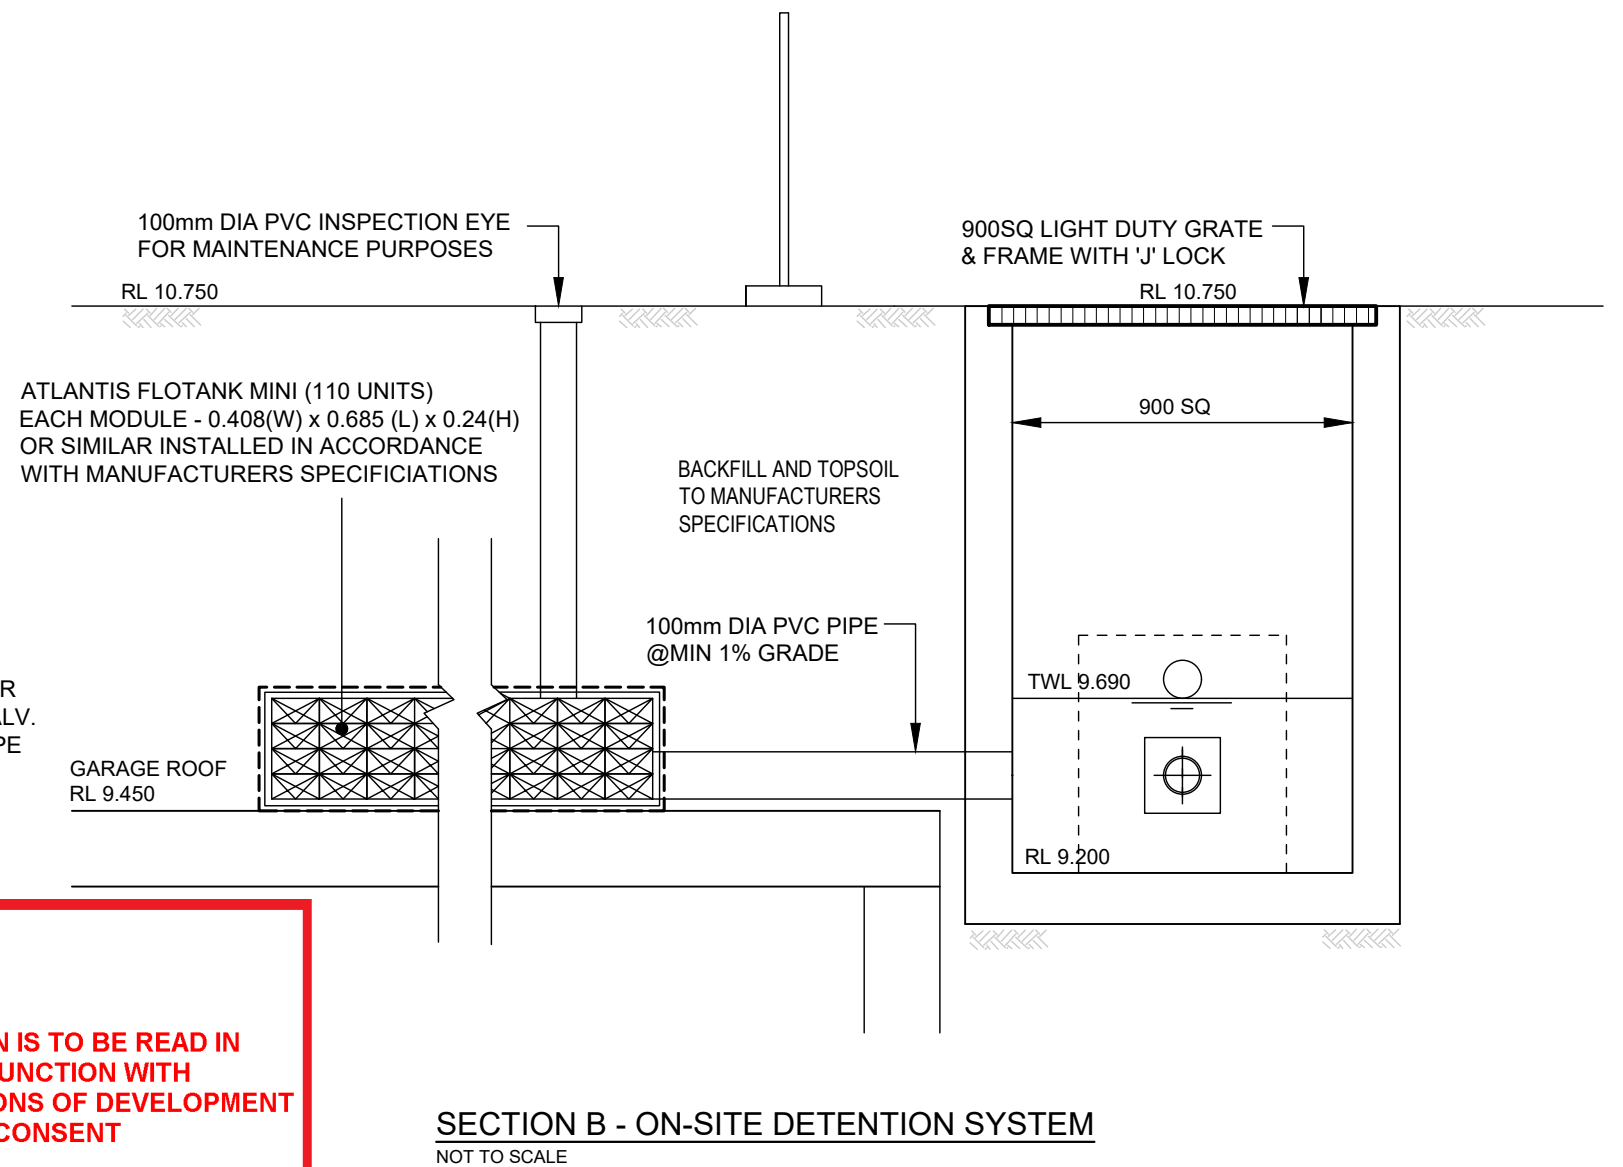 100mm DIA PVC INSPECTION EYE
FOR MAINTENANCE PURPOSES
900SQ LIGHT DUTY GRATE
& FRAME WITH 'J' LOCK
RL 10.750
RL 10.750
ATLANTIS FLOTANK MINI (110 UNITS)
EACH MODULE - 0.408(W) x 0.685 (L) x 0.24(H)
OR SIMILAR INSTALLED IN ACCORDANCE
WITH MANUFACTURERS SPECIFICIATIONS
900 SQ
BACKFILL AND TOPSOIL
TO MANUFACTURERS
SPECIFICATIONS
100mm DIA PVC PIPE
@MIN 1% GRADE
TWL 9.690
R
ALV.
PE
GARAGE ROOF
RL 9.450
RL 9.200
N IS TO BE READ IN
UNCTION WITH
ONS OF DEVELOPMENT
CONSENT
SECTION B - ON-SITE DETENTION SYSTEM
NOT TO SCALE